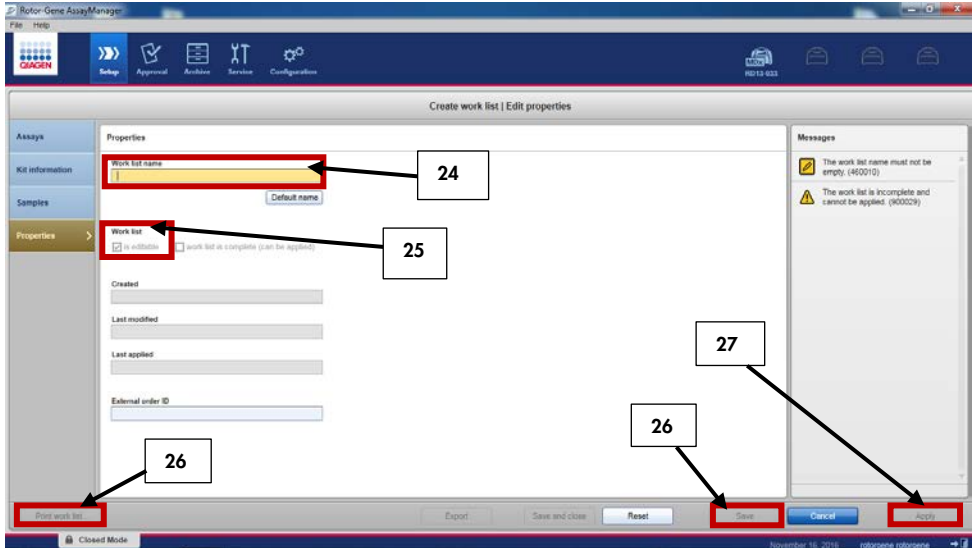 Rotor-Gene AssayManager
File Help
QIAGEN
Setup Approval Archive Service Configuration
MDx
RD13-033
Create work list | Edit properties
Assays
Kit information
Samples
Properties
Properties
Work list name
24
Default name
Work list
is editable work list is complete (can be applied)
25
Created
Last modified
Last applied
External order ID
Messages
The work list name must not be
empty. (460010)
The work list is incomplete and
cannot be applied. (900029)
27
26
26
Print work list Export Save and close Reset Save Cancel Apply
Closed Mode
November 16, 2016 rotorgene rotorgene